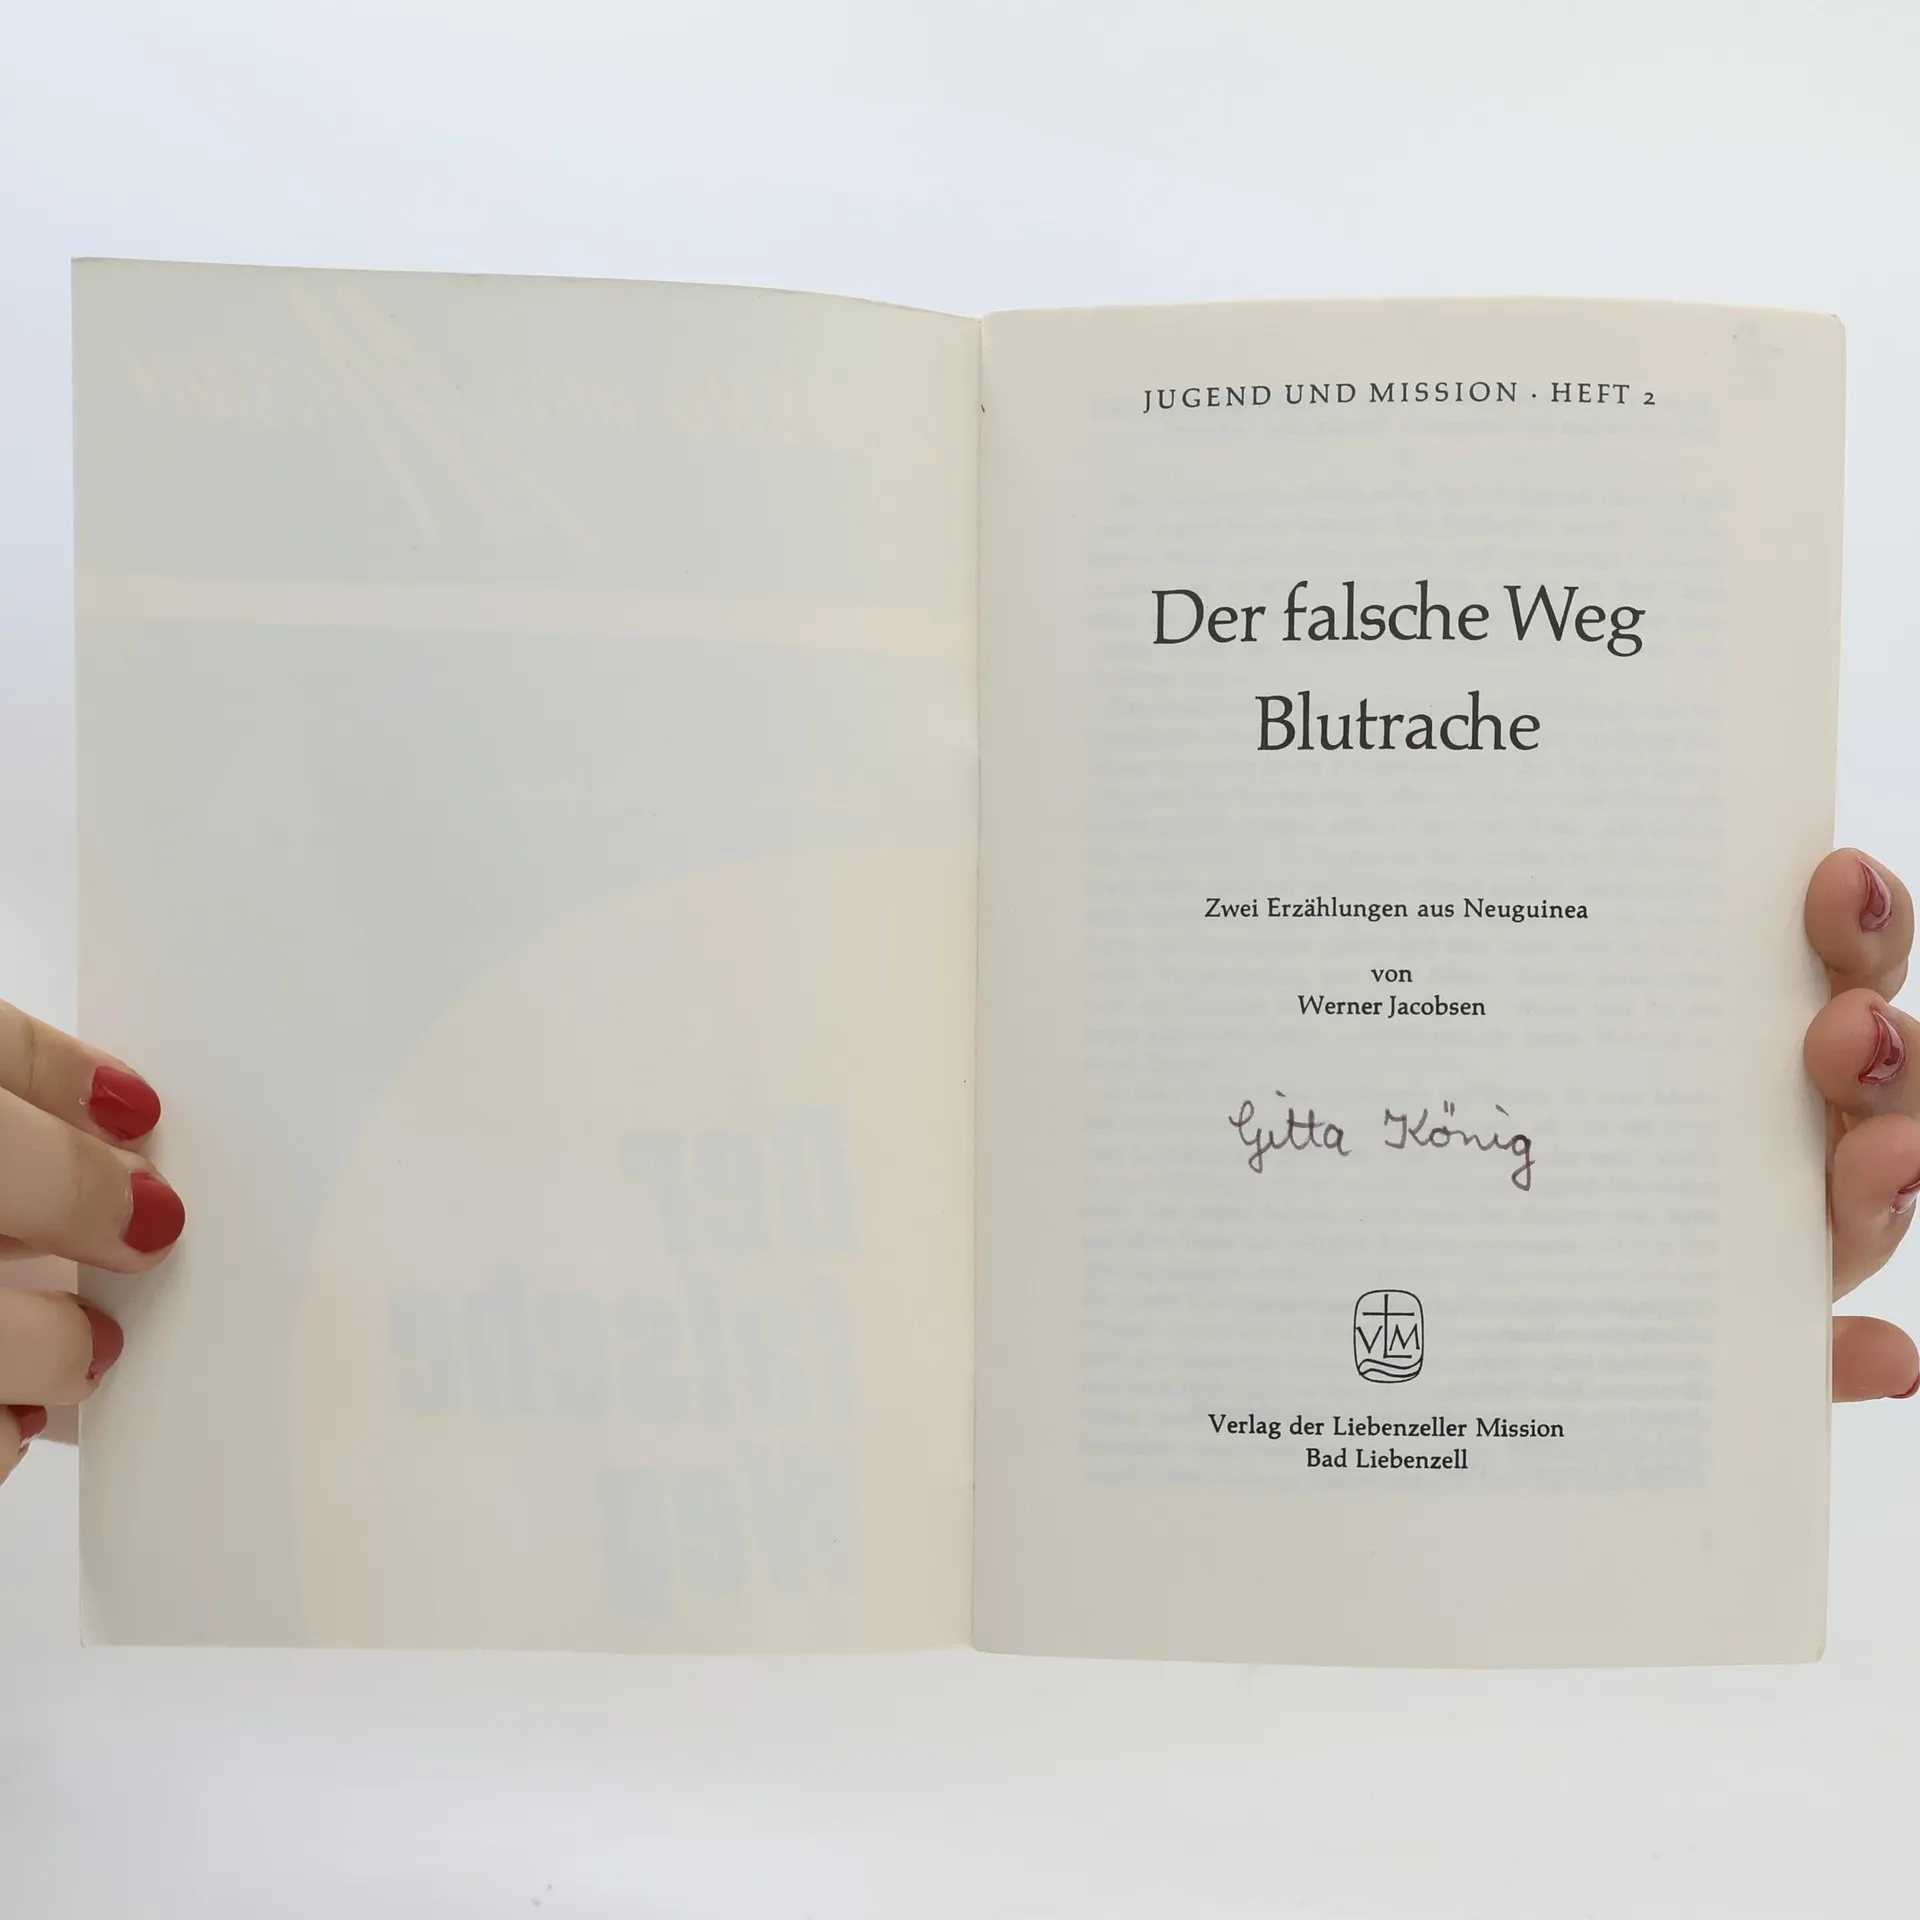 JUGEND UND MISSION · HEFT 2
Der falsche Weg
Blutrache
Zwei Erzählungen aus Neuguinea
von
Werner Jacobsen
Gitta König
VLM
Verlag der Liebenzeller Mission
Bad Liebenzell